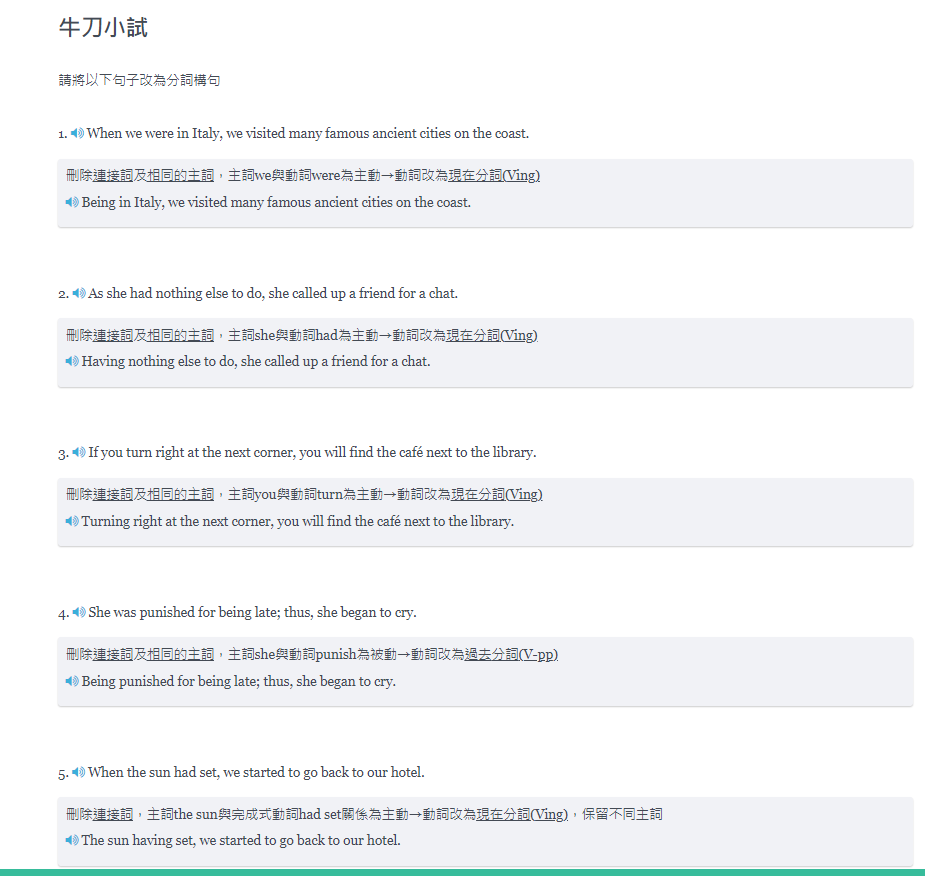 牛刀小試
請將以下句子改為分詞構句
1. When we were in Italy, we visited many famous ancient cities on the coast.
刪除連接詞及相同的主詞，主詞we與動詞were為主動→動詞改為現在分詞(Ving)
Being in Italy, we visited many famous ancient cities on the coast.
2. As she had nothing else to do, she called up a friend for a chat.
刪除連接詞及相同的主詞，主詞she與動詞had為主動→動詞改為現在分詞(Ving)
Having nothing else to do, she called up a friend for a chat.
3. If you turn right at the next corner, you will find the café next to the library.
刪除連接詞及相同的主詞，主詞you與動詞turn為主動→動詞改為現在分詞(Ving)
Turning right at the next corner, you will find the café next to the library.
4. She was punished for being late; thus, she began to cry.
刪除連接詞及相同的主詞，主詞she與動詞punish為被動→動詞改為過去分詞(V-pp)
Being punished for being late; thus, she began to cry.
5. When the sun had set, we started to go back to our hotel.
刪除連接詞，主詞the sun與完成式動詞had set關係為主動→動詞改為現在分詞(Ving)，保留不同主詞
The sun having set, we started to go back to our hotel.